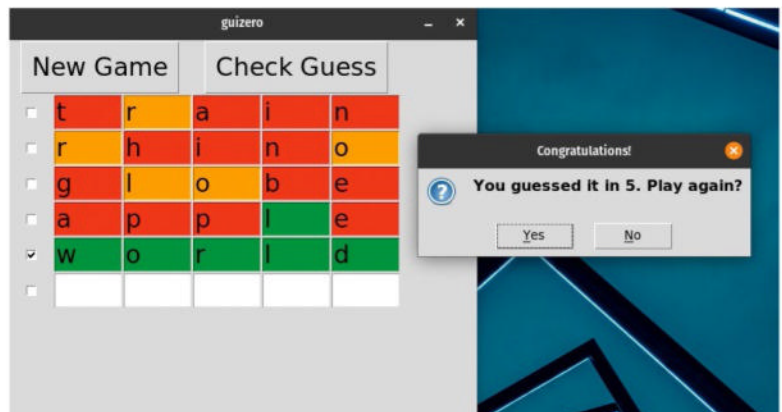 guizero
New Game Check Guess
t r a i n
r h i n o
g l o b e
a p p l e
w o r l d
Congratulations!
You guessed it in 5. Play again?
Yes No